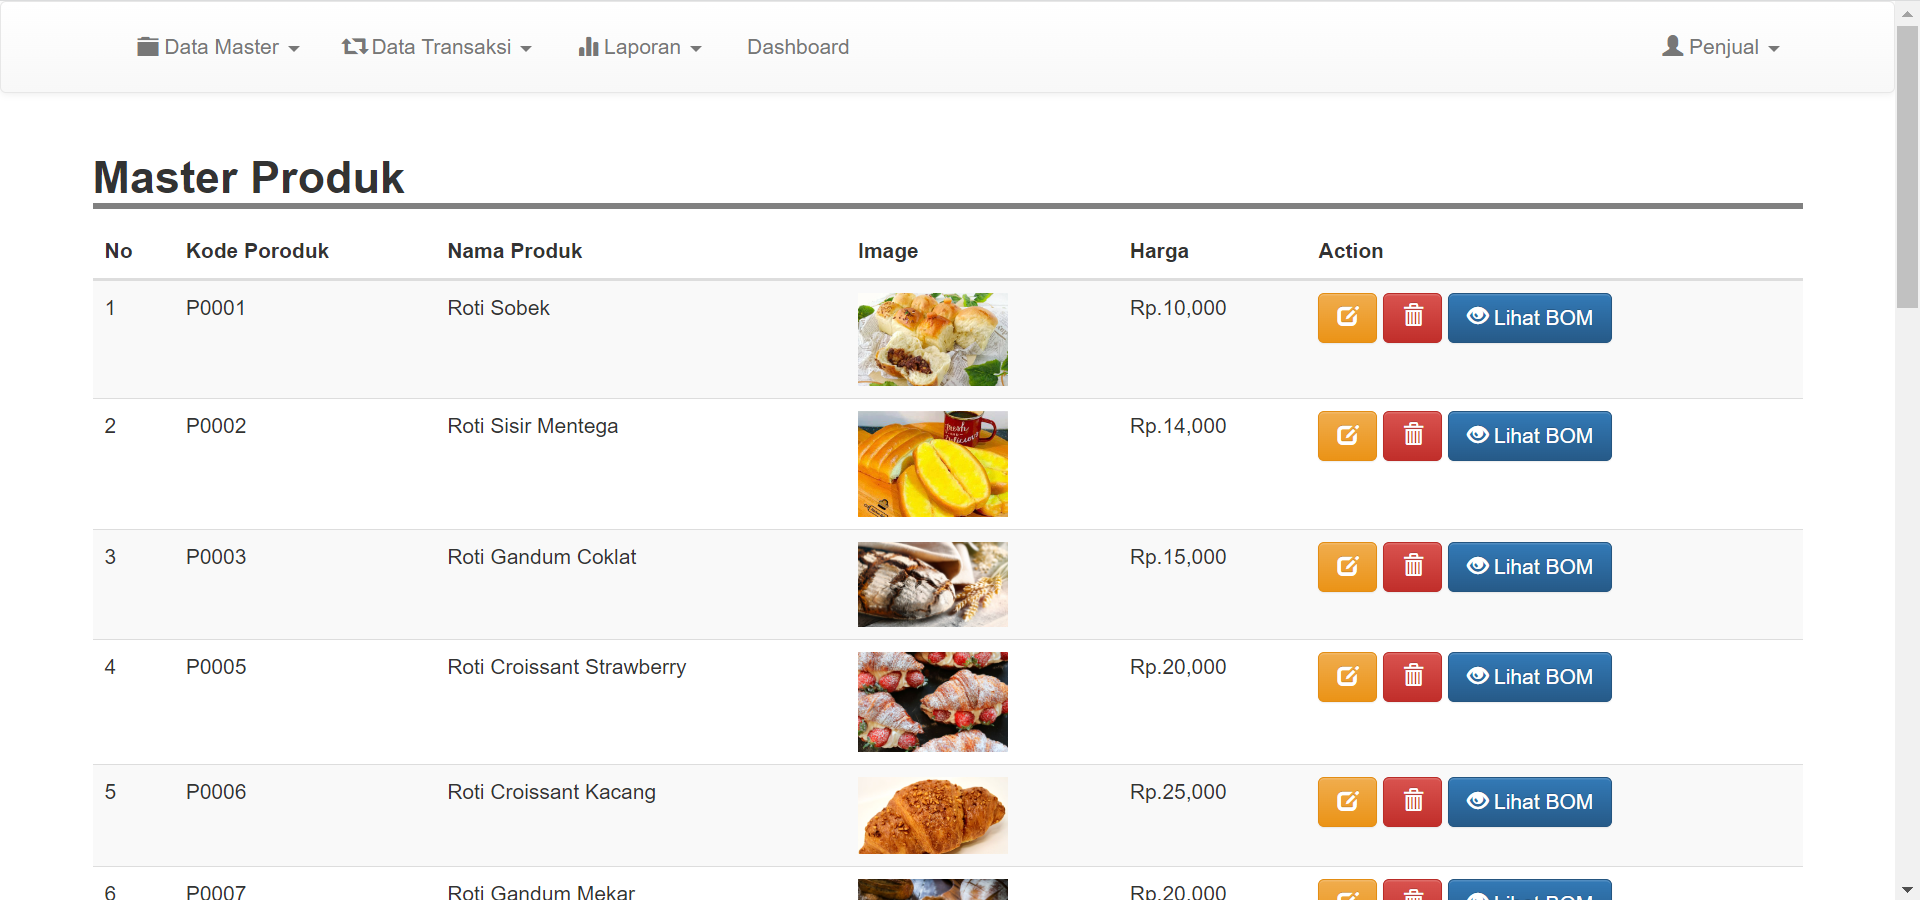 Data Master Data Transaksi Laporan Dashboard Penjual
Master Produk
No Kode Poroduk Nama Produk Image Harga Action
1 P0001 Roti Sobek Rp.10,000 Lihat BOM
2 P0002 Roti Sisir Mentega Rp.14,000 Lihat BOM
3 P0003 Roti Gandum Coklat Rp.15,000 Lihat BOM
4 P0005 Roti Croissant Strawberry Rp.20,000 Lihat BOM
5 P0006 Roti Croissant Kacang Rp.25,000 Lihat BOM
6 P0007 Roti Gandum Mekar Rp.20,000 Lihat BOM